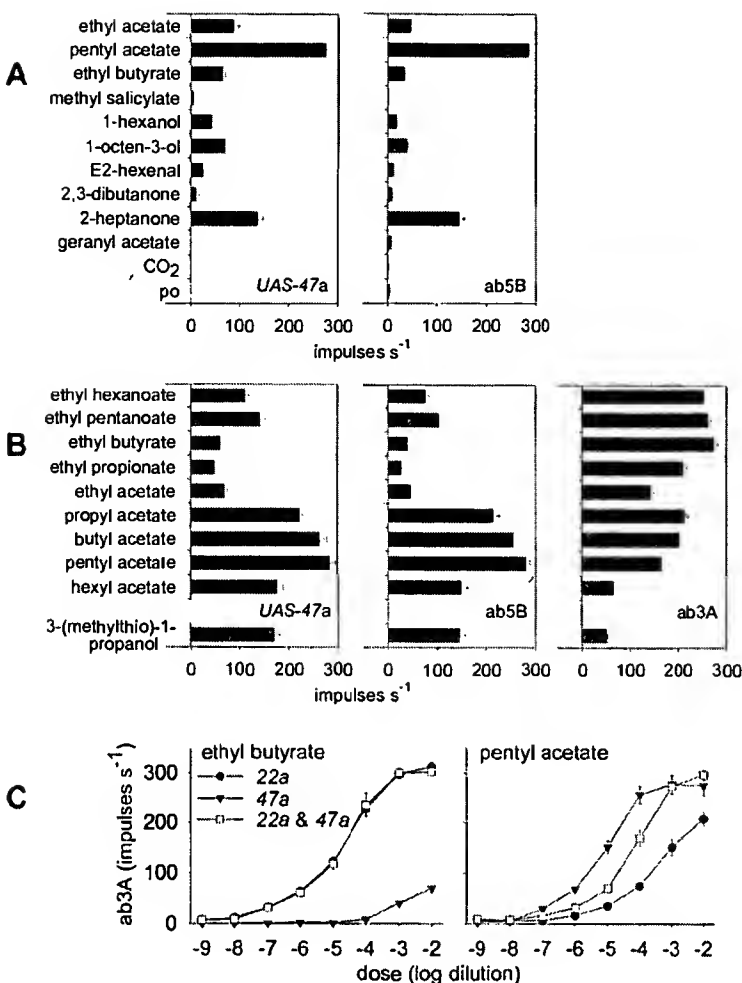 A
ethyl acetate
pentyl acetate
ethyl butyrate
methyl salicylate
1-hexanol
1-octen-3-ol
E2-hexenal
2,3-dibutanone
2-heptanone
geranyl acetate
CO2
po
UAS-47a
ab5B
0 100 200 300
0 100 200 300
impulses s-1
B
ethyl hexanoate
ethyl pentanoate
ethyl butyrate
ethyl propionate
ethyl acetate
propyl acetate
butyl acetate
pentyl acetate
hexyl acetate
3-(methylthio)-1-
propanol
UAS-47a
ab5B
ab3A
0 100 200 300
0 100 200 300
0 100 200 300
impulses s-1
C
ab3A (impulses s-1)
300
200
100
0
ethyl butyrate
22a
47a
22a & 47a
pentyl acetate
-9 -8 -7 -6 -5 -4 -3 -2
-9 -8 -7 -6 -5 -4 -3 -2
dose (log dilution)